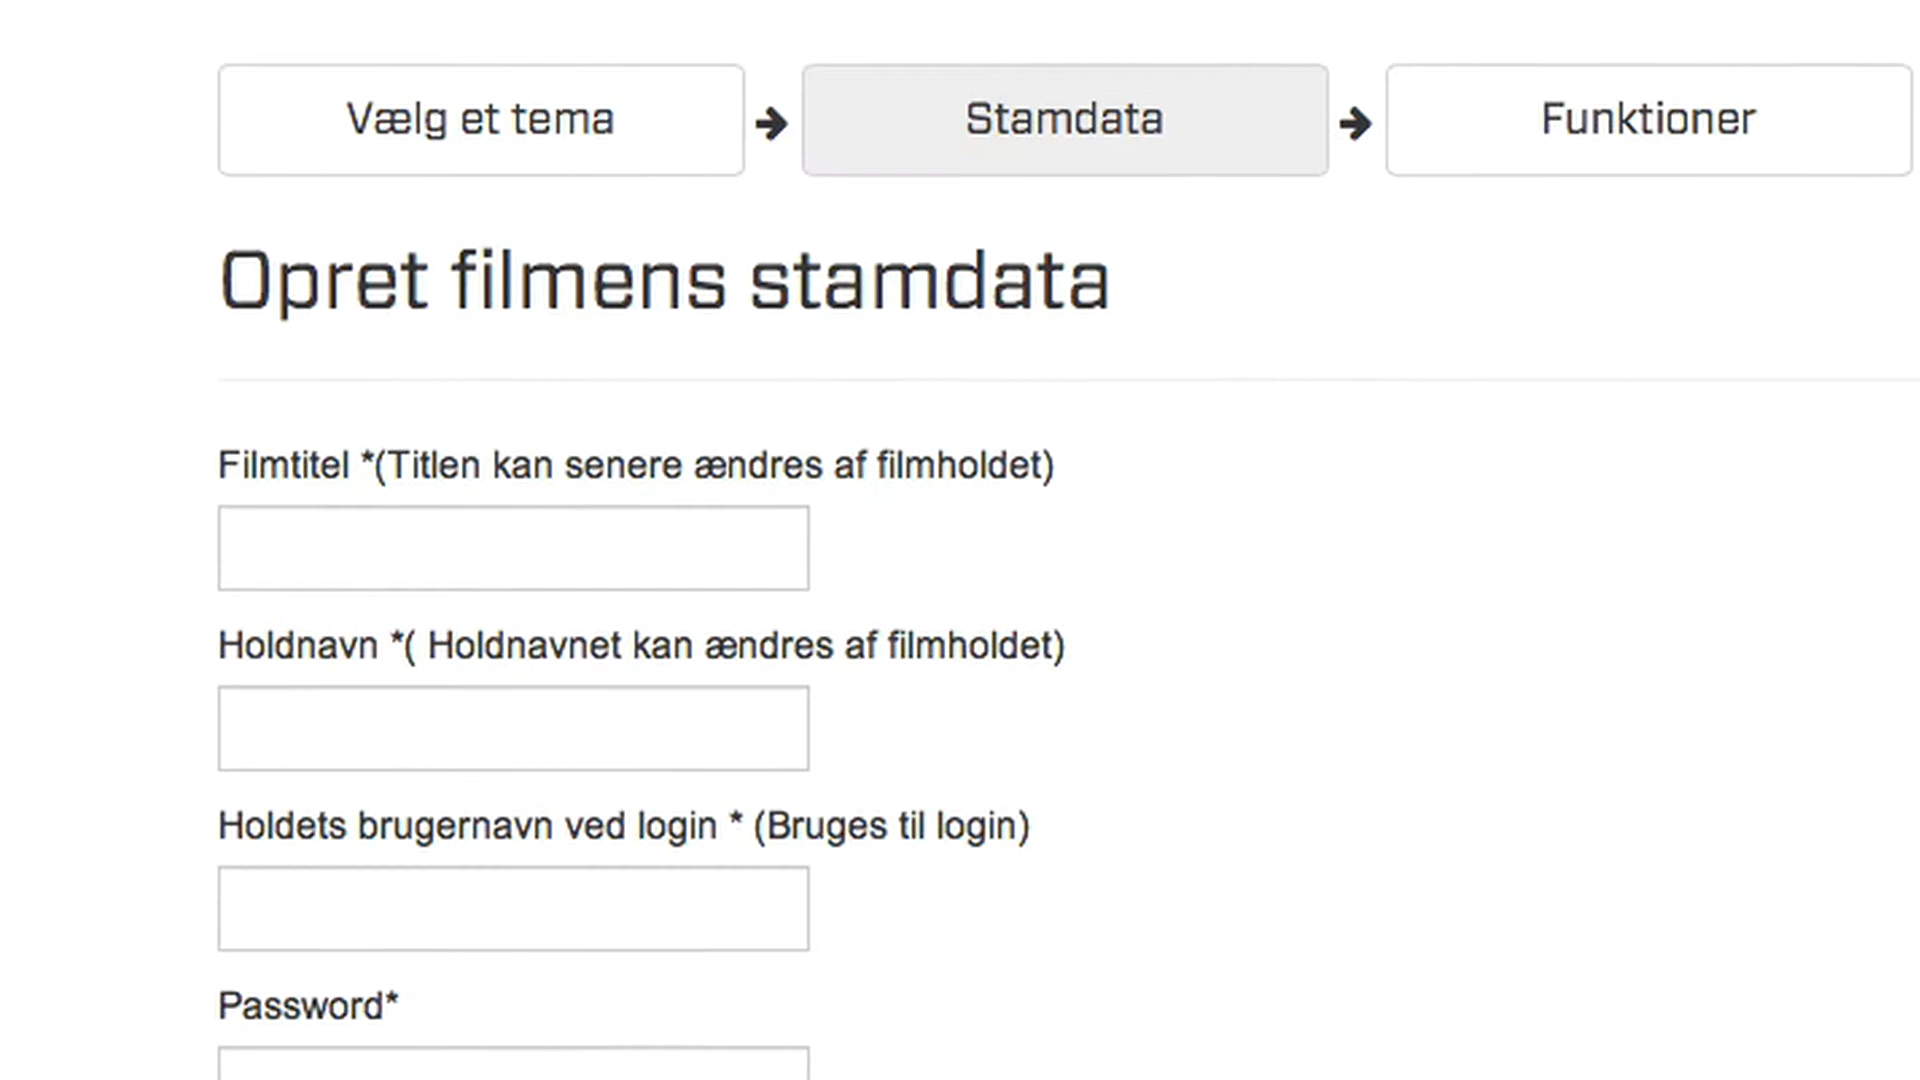 Vælg et tema → Stamdata → Funktioner
Opret filmens stamdata
Filmtitel *(Titlen kan senere ændres af filmholdet)
Holdnavn *( Holdnavnet kan ændres af filmholdet)
Holdets brugernavn ved login * (Bruges til login)
Password*